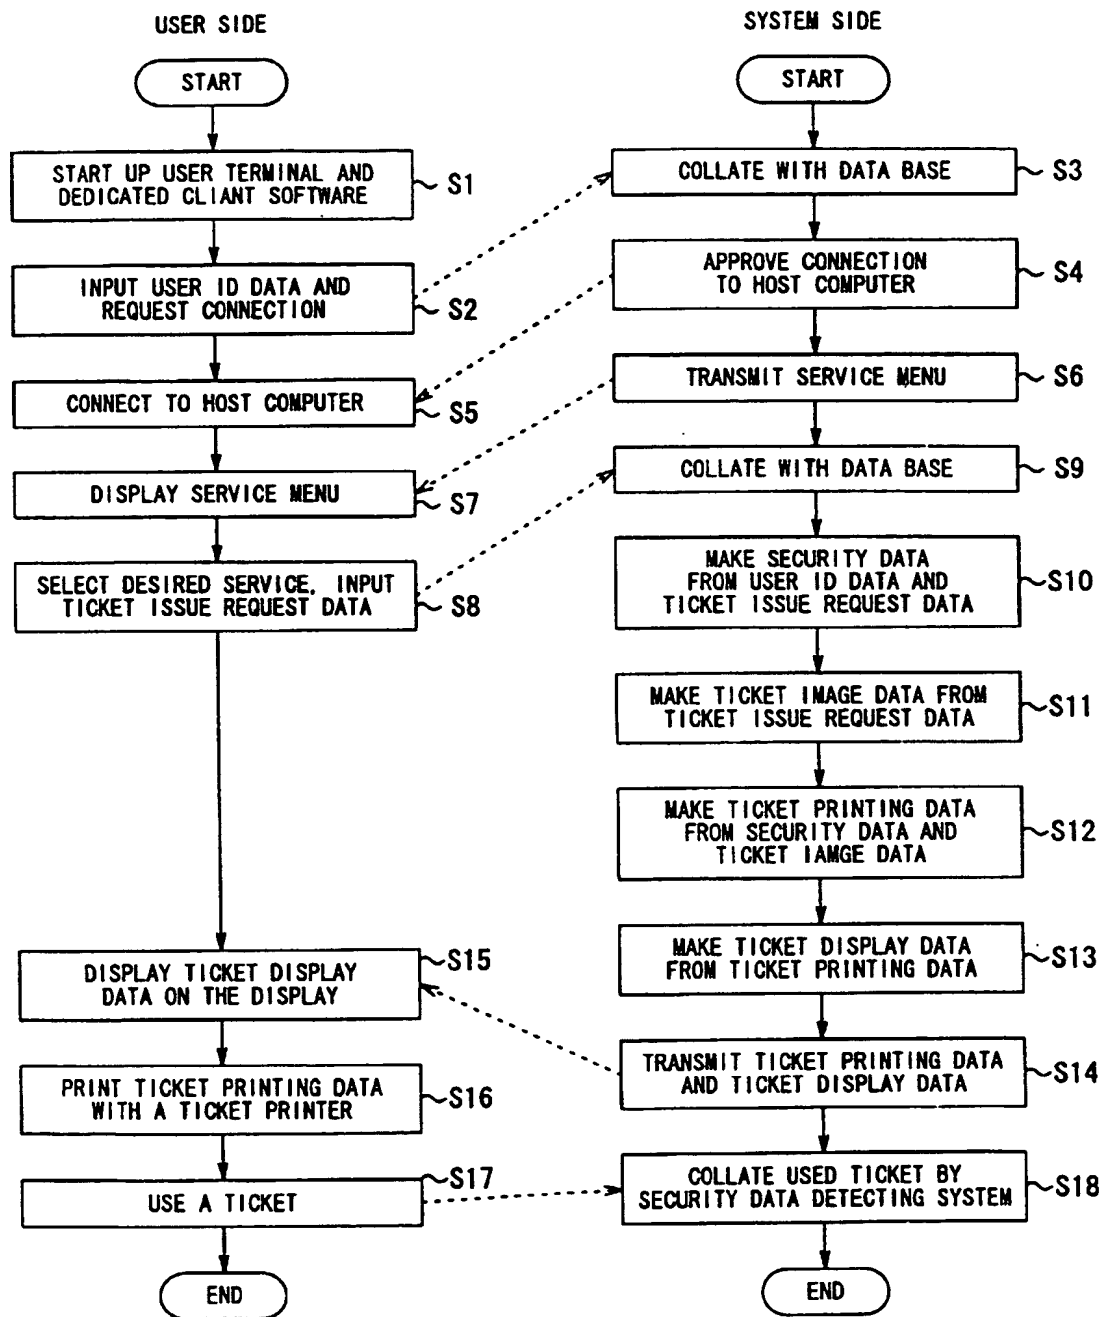 USER SIDE
START
START UP USER TERMINAL AND
DEDICATED CLIANT SOFTWARE
S1
INPUT USER ID DATA AND
REQUEST CONNECTION
S2
CONNECT TO HOST COMPUTER
S5
DISPLAY SERVICE MENU
S7
SELECT DESIRED SERVICE, INPUT
TICKET ISSUE REQUEST DATA
S8
DISPLAY TICKET DISPLAY
DATA ON THE DISPLAY
S15
PRINT TICKET PRINTING DATA
WITH A TICKET PRINTER
S16
USE A TICKET
S17
END
SYSTEM SIDE
START
COLLATE WITH DATA BASE
S3
APPROVE CONNECTION
TO HOST COMPUTER
S4
TRANSMIT SERVICE MENU
S6
COLLATE WITH DATA BASE
S9
MAKE SECURITY DATA
FROM USER ID DATA AND
TICKET ISSUE REQUEST DATA
S10
MAKE TICKET IMAGE DATA FROM
TICKET ISSUE REQUEST DATA
S11
MAKE TICKET PRINTING DATA
FROM SECURITY DATA AND
TICKET IAMGE DATA
S12
MAKE TICKET DISPLAY DATA
FROM TICKET PRINTING DATA
S13
TRANSMIT TICKET PRINTING DATA
AND TICKET DISPLAY DATA
S14
COLLATE USED TICKET BY
SECURITY DATA DETECTING SYSTEM
S18
END